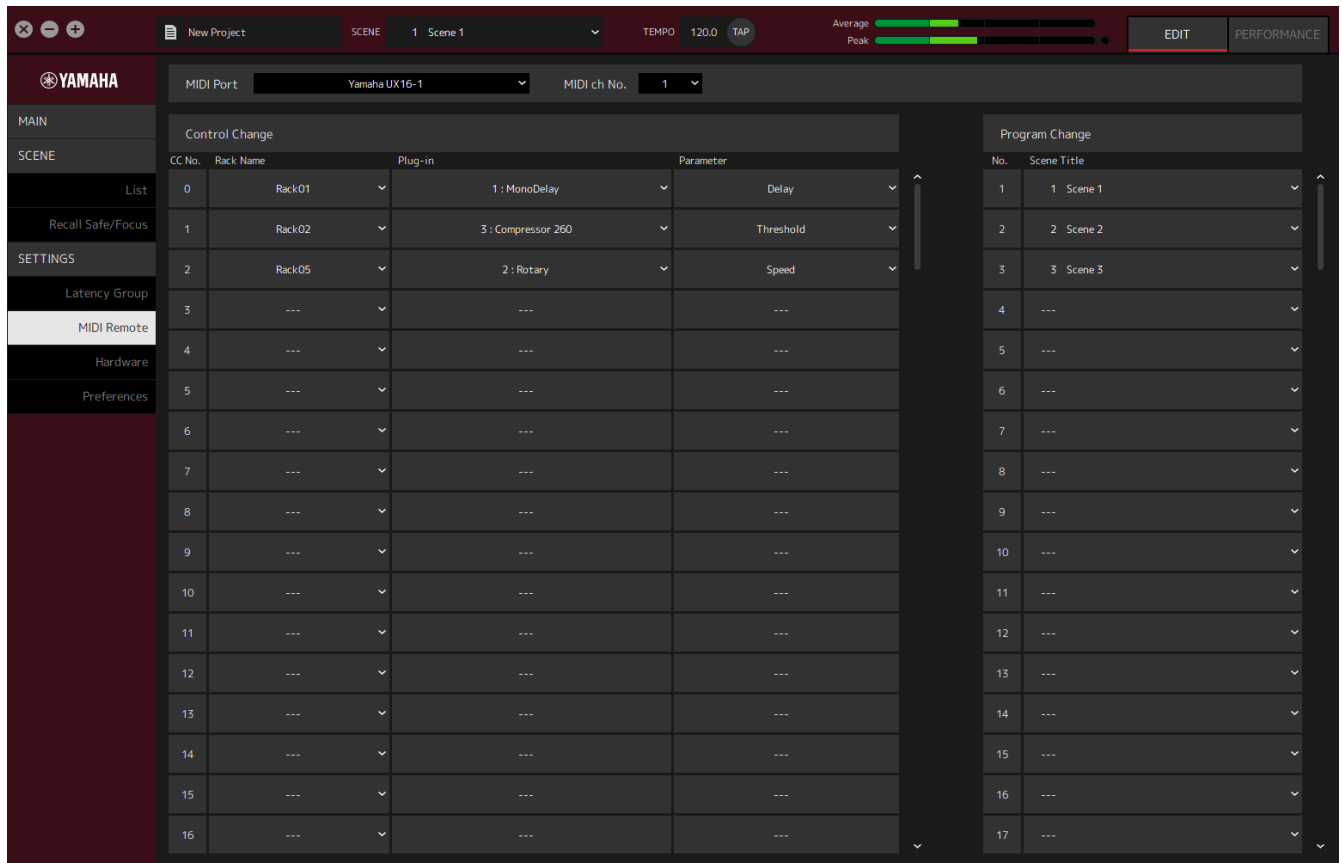 New Project SCENE 1 Scene 1 TEMPO 120.0 TAP Average EDIT PERFORMANCE
Peak
YAMAHA
MAIN
SCENE
List
Recall Safe/Focus
SETTINGS
Latency Group
MIDI Remote
Hardware
Preferences
MIDI Port Yamaha UX16-1 MIDI ch No. 1
Control Change
CC No. Rack Name Plug-in Parameter
0 Rack01 1 : MonoDelay Delay
1 Rack02 3 : Compressor 260 Threshold
2 Rack05 2 : Rotary Speed
3 --- --- ---
4 --- --- ---
5 --- --- ---
6 --- --- ---
7 --- --- ---
8 --- --- ---
9 --- --- ---
10 --- --- ---
11 --- --- ---
12 --- --- ---
13 --- --- ---
14 --- --- ---
15 --- --- ---
16 --- --- ---
Program Change
No. Scene Title
1 1 Scene 1
2 2 Scene 2
3 3 Scene 3
4 ---
5 ---
6 ---
7 ---
8 ---
9 ---
10 ---
11 ---
12 ---
13 ---
14 ---
15 ---
16 ---
17 ---